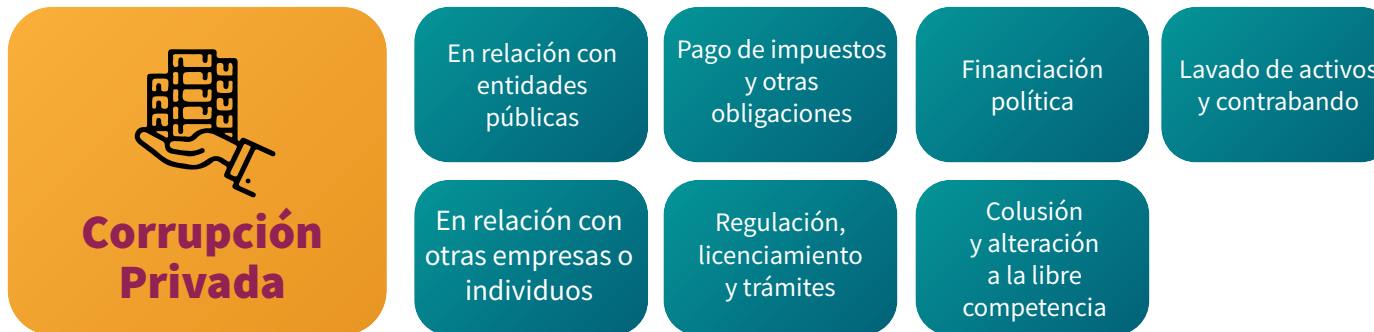 Corrupción
Privada
En relación con
entidades
públicas
Pago de impuestos
y otras
obligaciones
Financiación
política
Lavado de activos
y contrabando
En relación con
otras empresas o
individuos
Regulación,
licenciamiento
y trámites
Colusión
y alteración
a la libre
competencia